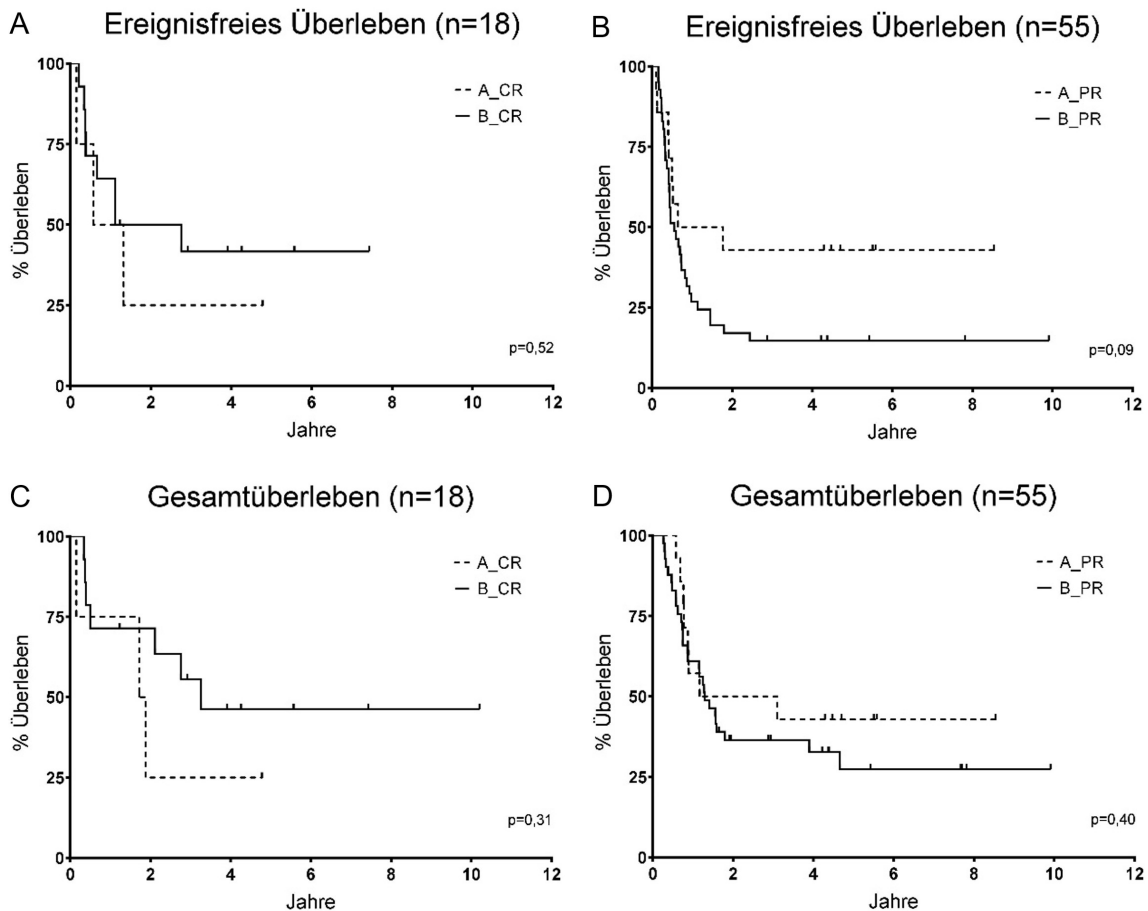 A Ereignisfreies Überleben (n=18)
100
75
50
25
0
% Überleben
A_CR
B_CR
p=0,52
0 2 4 6 8 10 12
Jahre
B Ereignisfreies Überleben (n=55)
100
75
50
25
0
% Überleben
A_PR
B_PR
p=0,09
0 2 4 6 8 10 12
Jahre
C Gesamtüberleben (n=18)
100
75
50
25
0
% Überleben
A_CR
B_CR
p=0,31
0 2 4 6 8 10 12
Jahre
D Gesamtüberleben (n=55)
100
75
50
25
0
% Überleben
A_PR
B_PR
p=0,40
0 2 4 6 8 10 12
Jahre